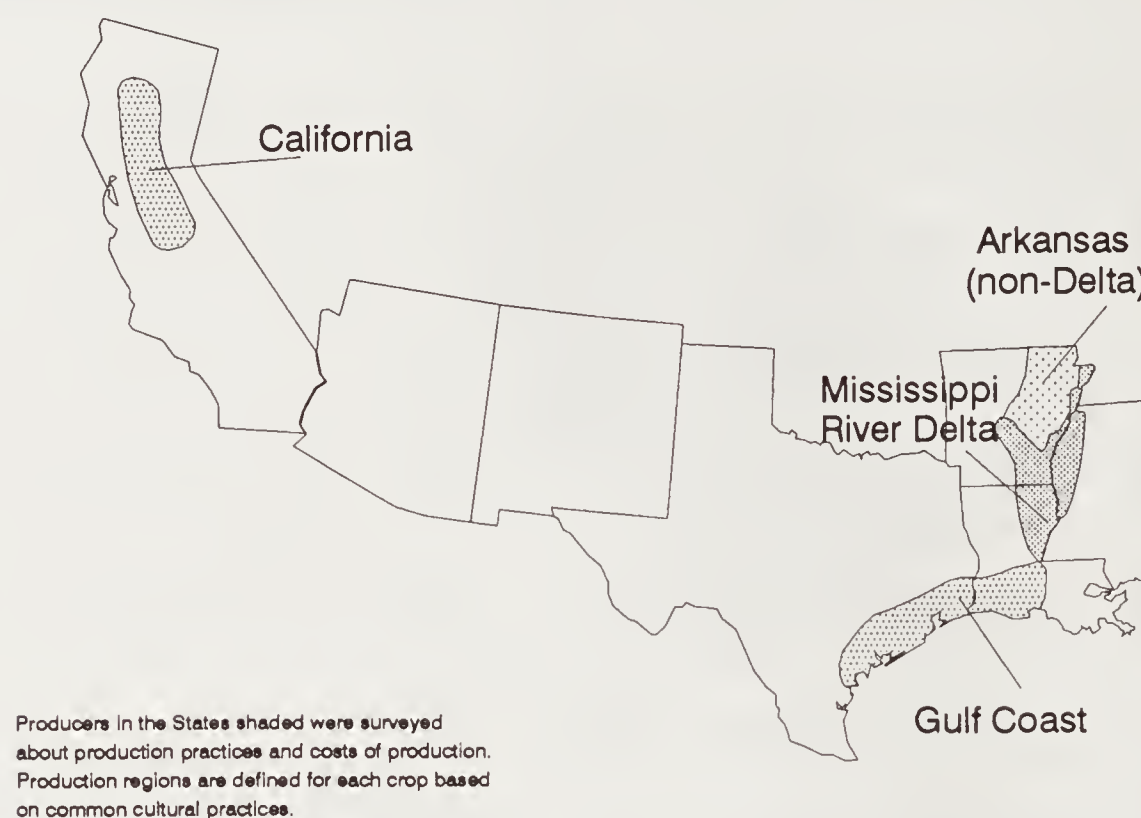 California
Arkansas
(non-Delta)
Mississippi
River Delta
Gulf Coast
Producers in the States shaded were surveyed
about production practices and costs of production.
Production regions are defined for each crop based
on common cultural practices.